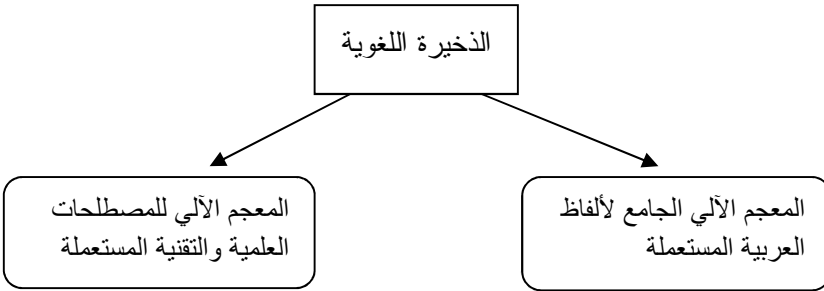 الذخيرة اللغوية
المعجم الآلي الجامع لألفاظ
العربية المستعملة
المعجم الآلي للمصطلحات
العلمية والتقنية المستعملة